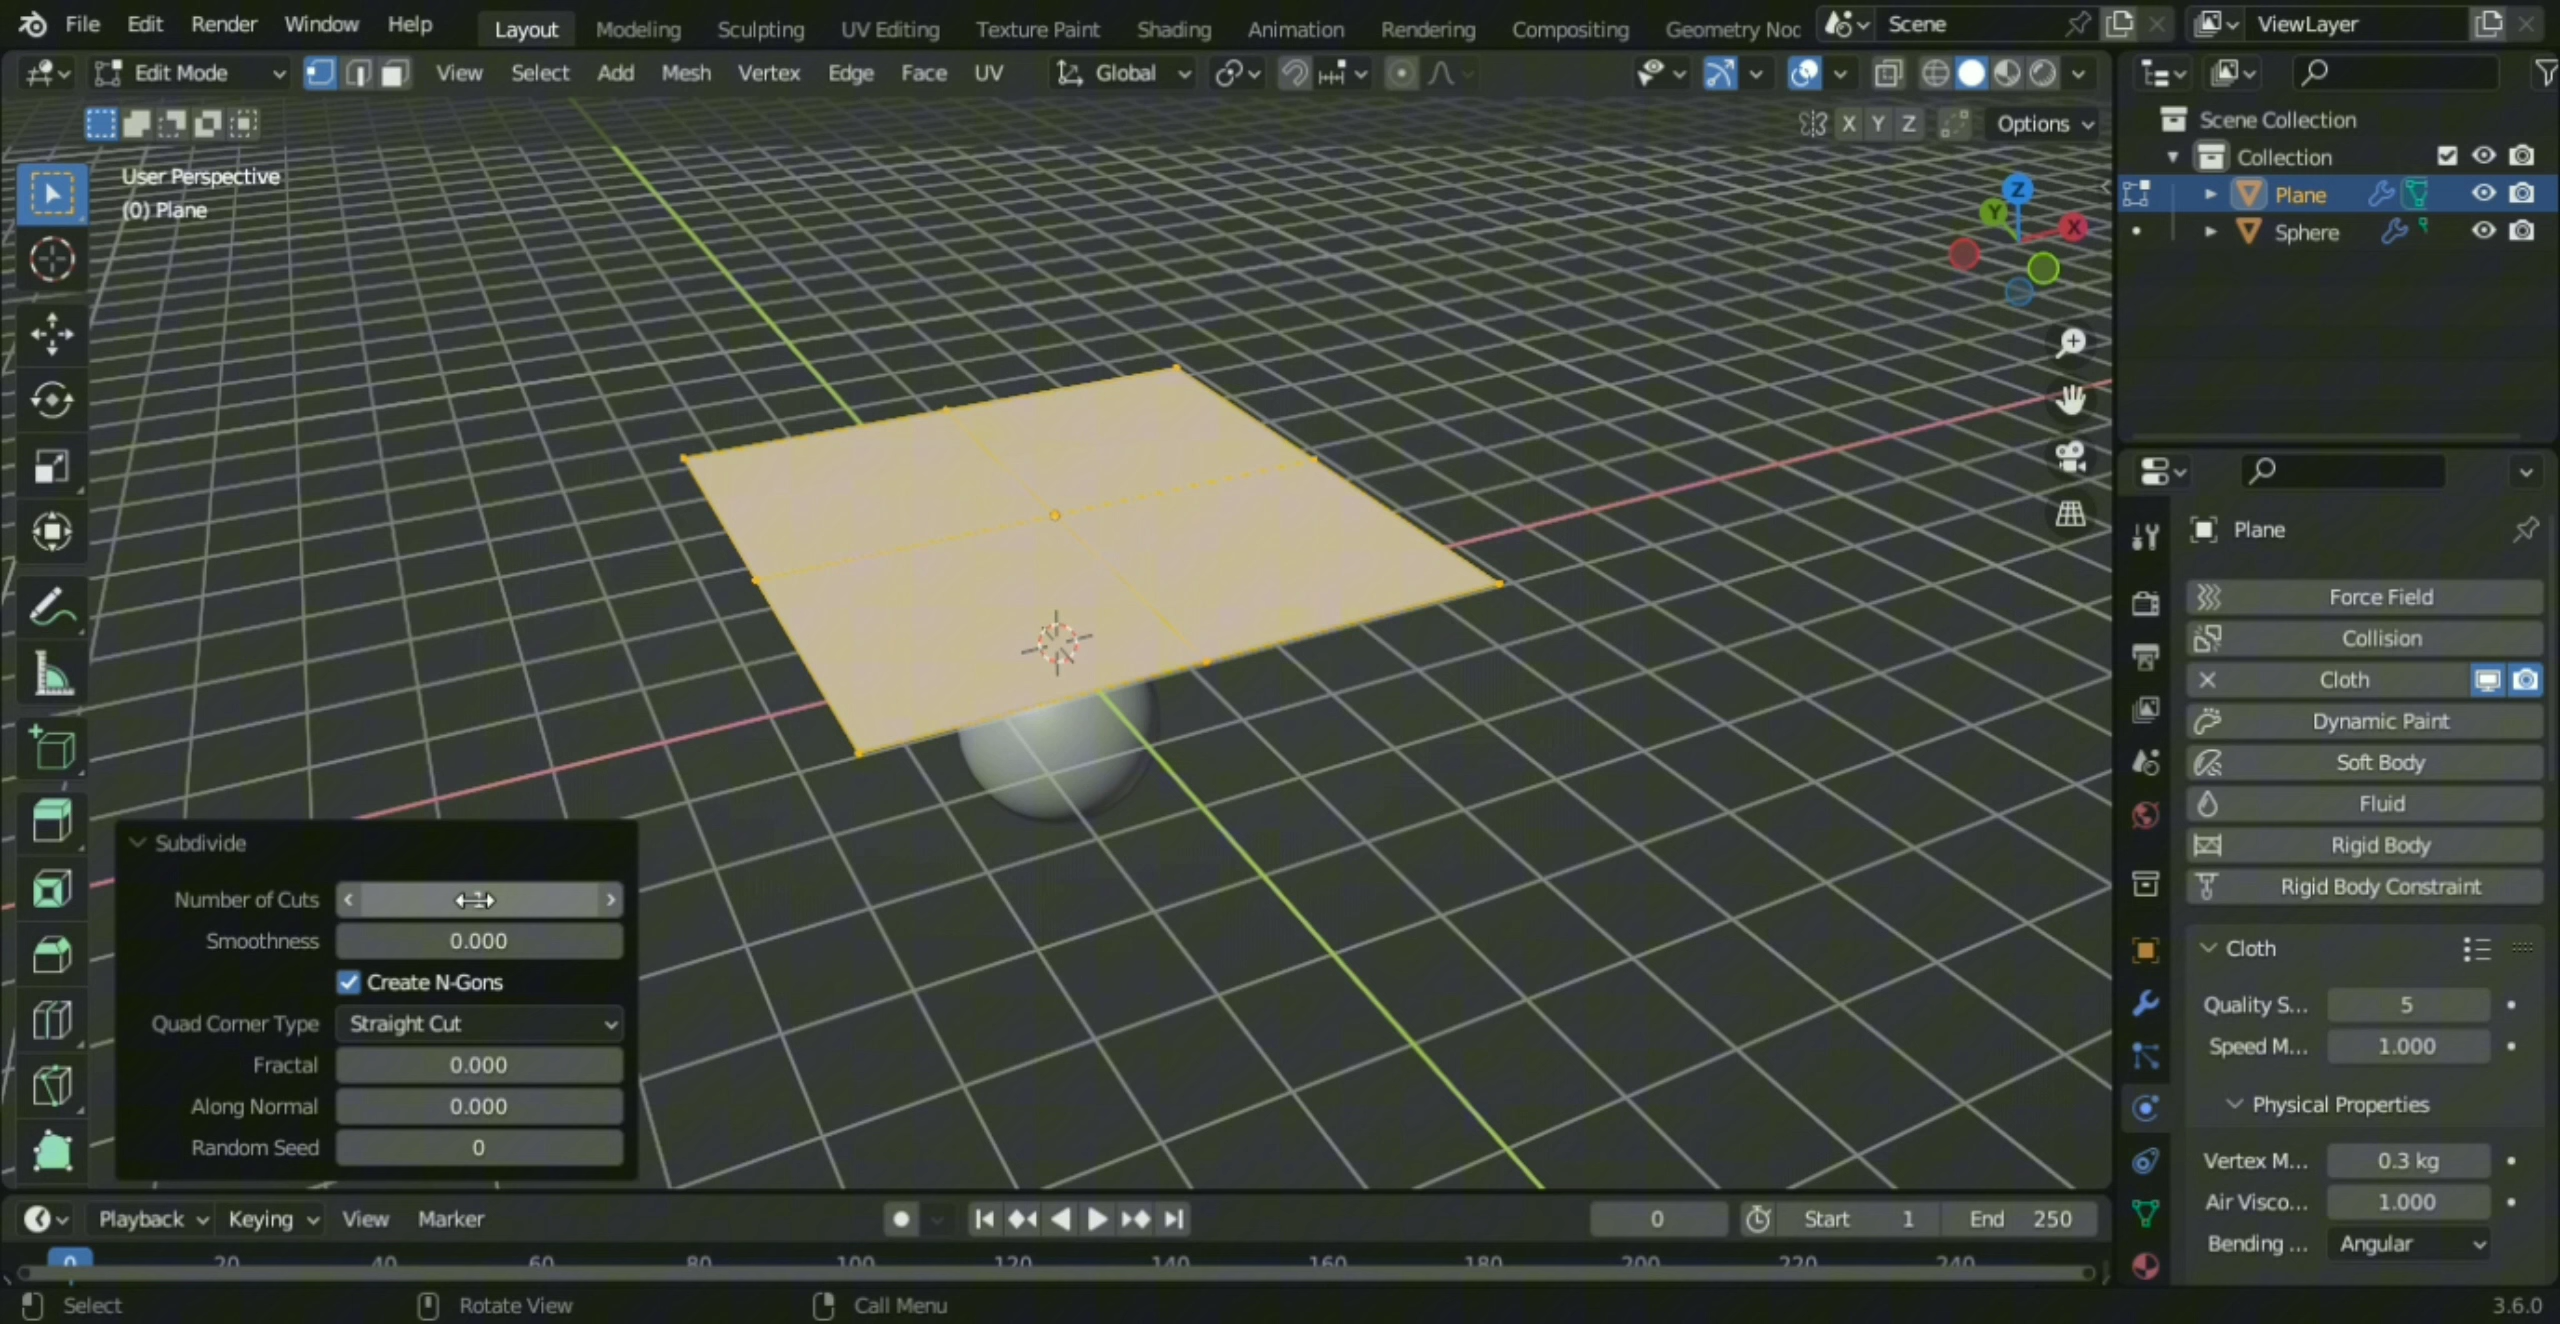 File Edit Render Window Help Layout Modeling Sculpting UV Editing Texture Paint Shading Animation Rendering Compositing Geometry Noc Scene ViewLayer
Edit Mode View Select Add Mesh Vertex Edge Face UV Global
X Y Z Options
User Perspective
(0) Plane
Z
Y
X
Scene Collection
Collection
Plane
Sphere
Plane
Force Field
Collision
Cloth
Dynamic Paint
Soft Body
Fluid
Rigid Body
Rigid Body Constraint
Cloth
Quality S... 5
Speed M... 1.000
Physical Properties
Vertex M... 0.3 kg
Air Visco... 1.000
Bending ... Angular
Subdivide
Number of Cuts
Smoothness 0.000
Create N-Gons
Quad Corner Type Straight Cut
Fractal 0.000
Along Normal 0.000
Random Seed 0
Playback Keying View Marker 0 Start 1 End 250
0 20 40 60 80 100 120 140 160 180 200 220 240
Select Rotate View Call Menu 3.6.0